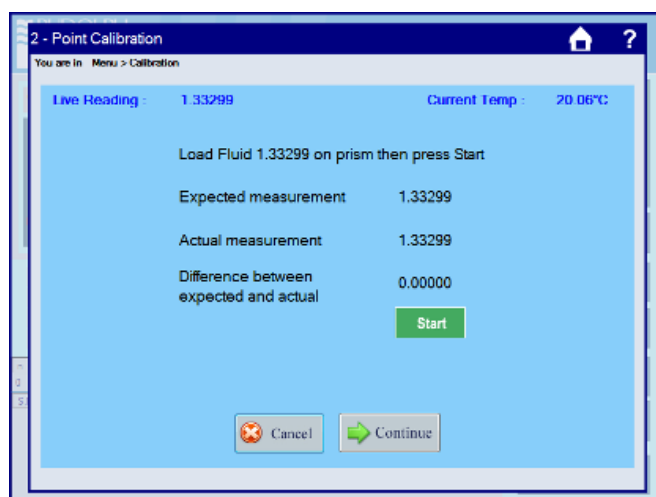 2 - Point Calibration
?
You are in Menu > Calibration
Live Reading : 1.33299 Current Temp : 20.06°C
Load Fluid 1.33299 on prism then press Start
Expected measurement 1.33299
Actual measurement 1.33299
Difference between
expected and actual 0.00000
Start
Cancel Continue